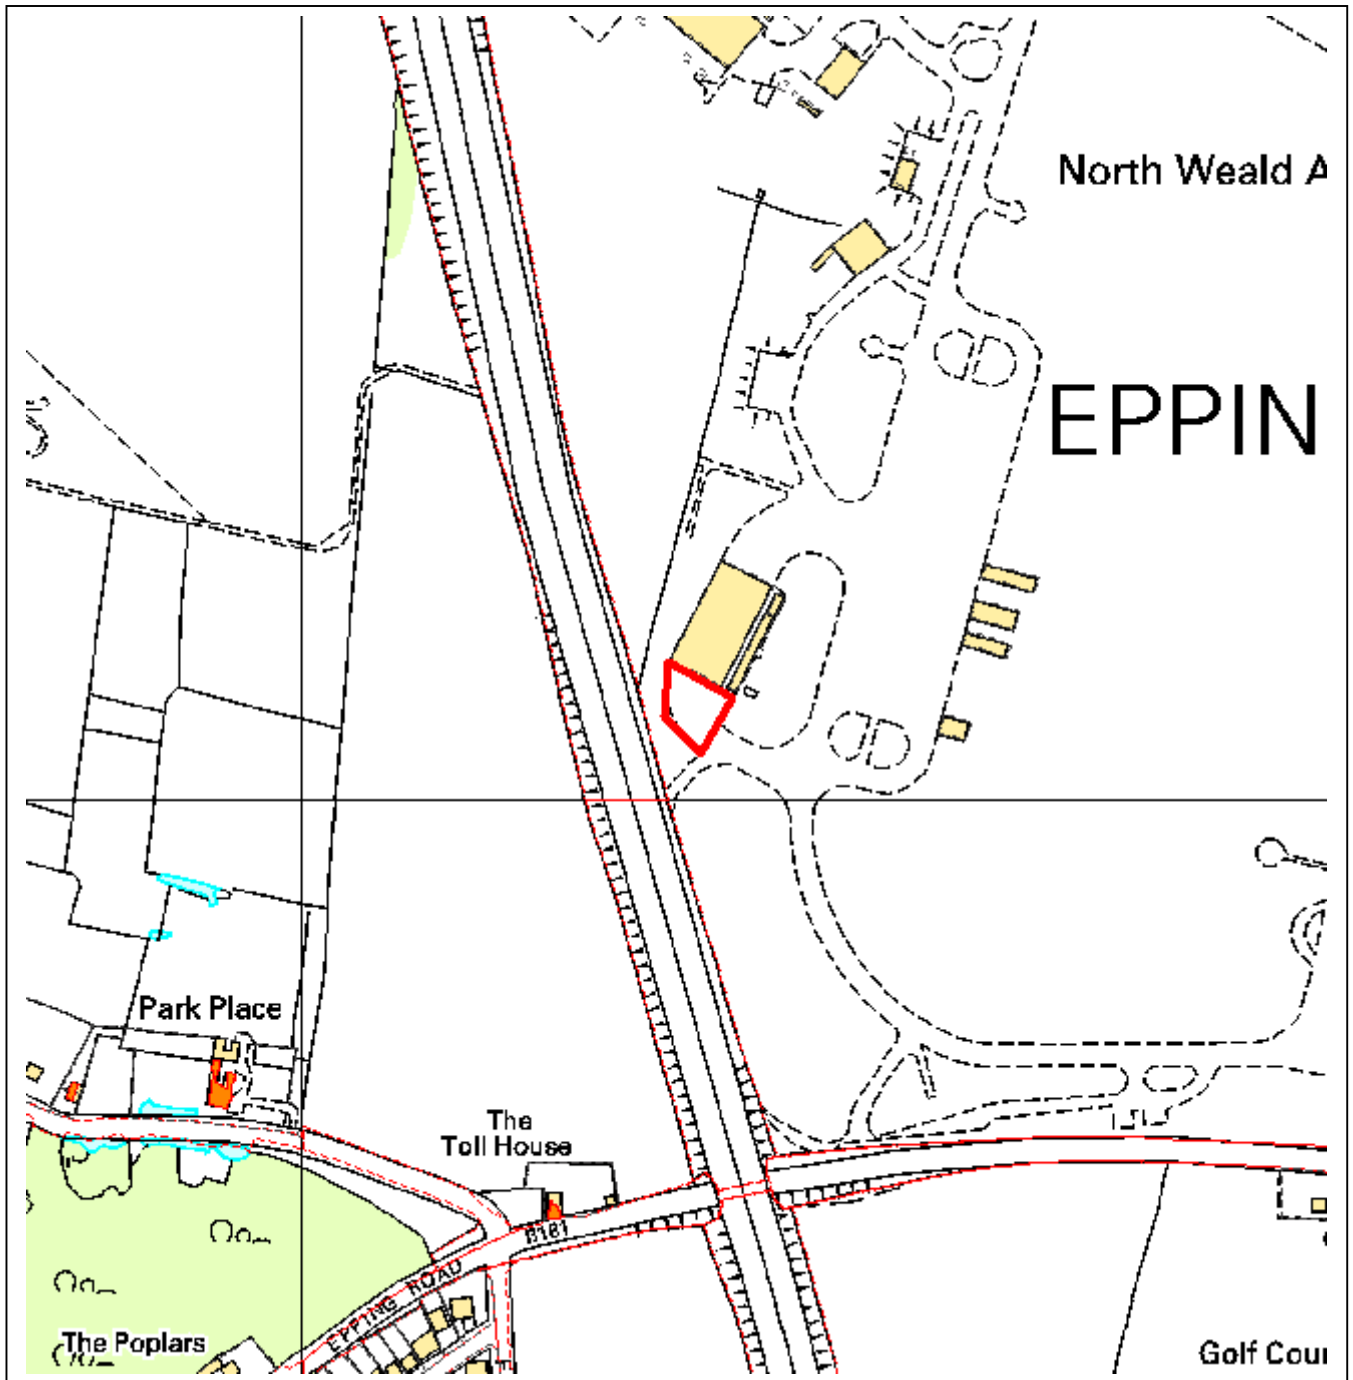 North Weald A
EPPIN
Park Place
The
Toll House
B181
EPPING ROAD
The Poplars
Golf Cour